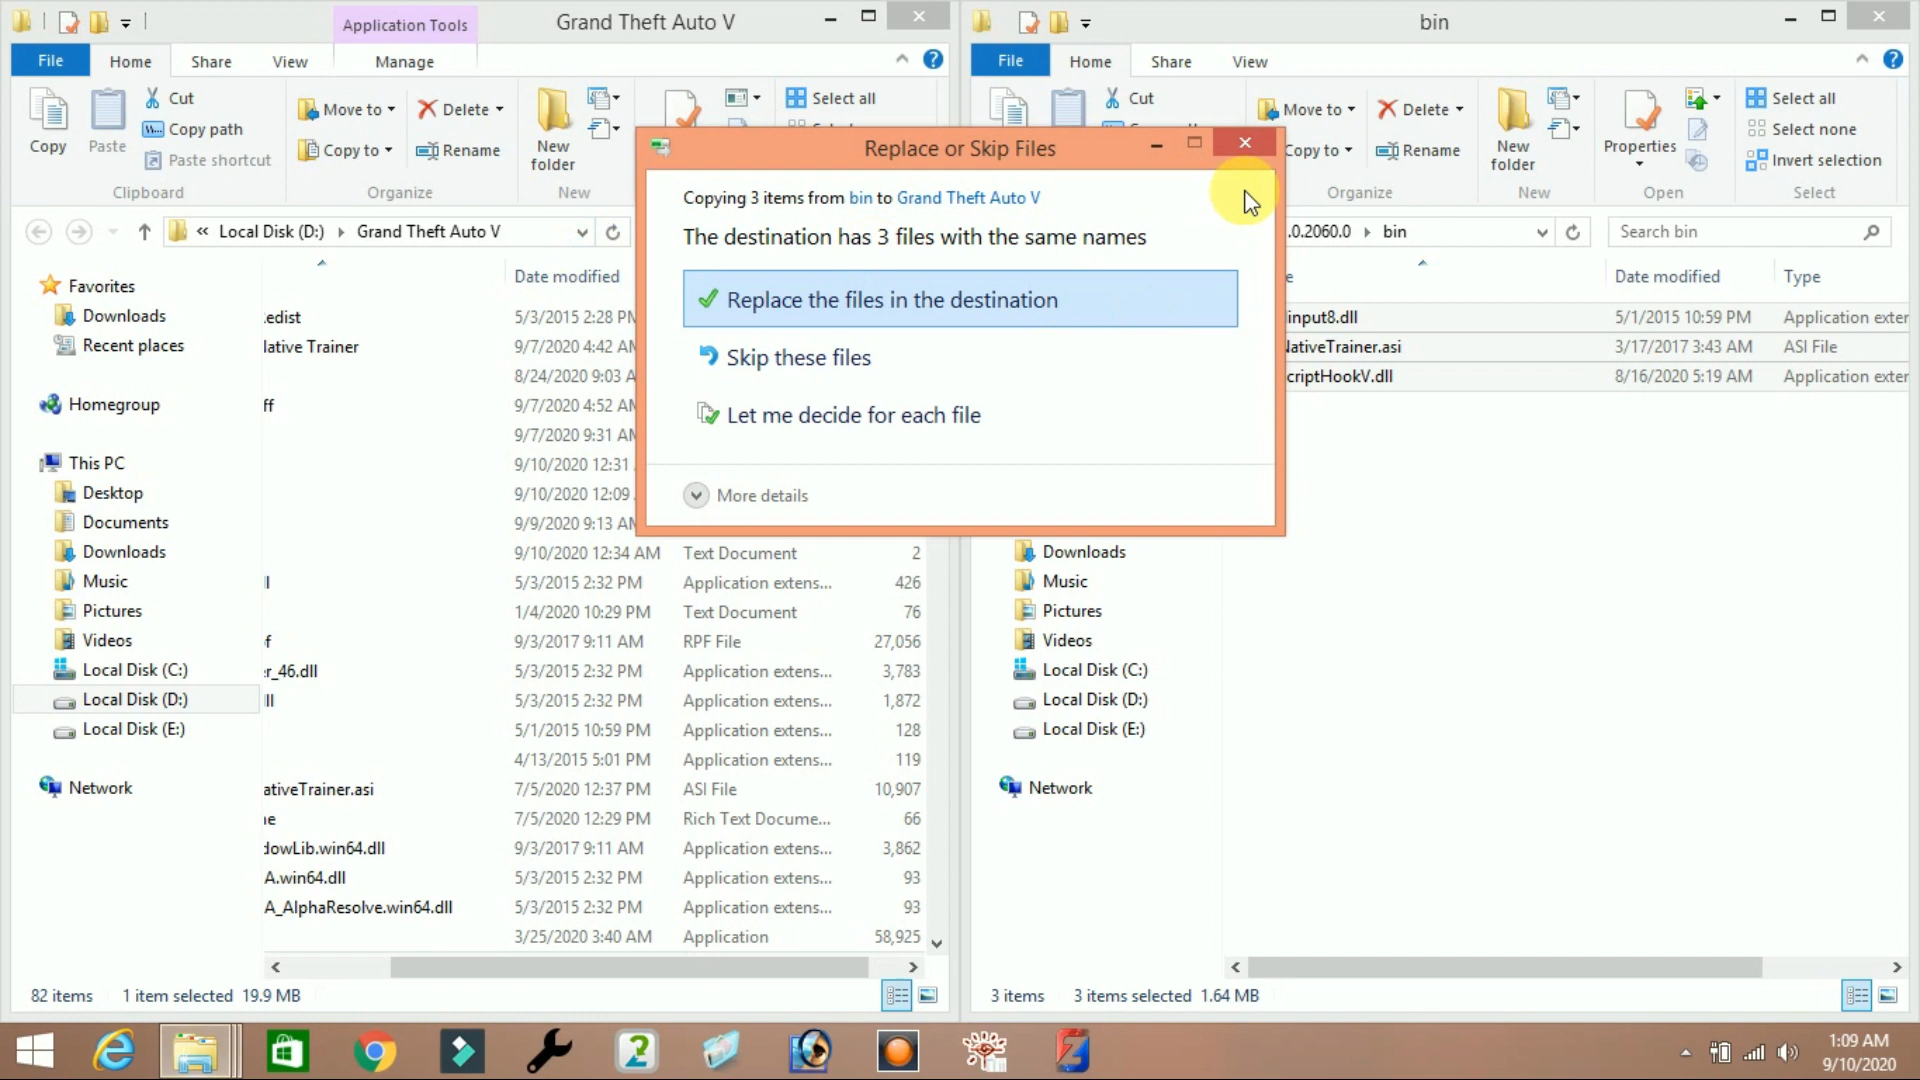 Application Tools
Grand Theft Auto V
File
Home
Share
View
Manage
Copy
Paste
Cut
Copy path
Paste shortcut
Clipboard
Move to
Copy to
Delete
Rename
Organize
New
folder
New
Select all
Local Disk (D:)
Grand Theft Auto V
Date modified
Favorites
Downloads
Recent places
Homegroup
This PC
Desktop
Documents
Downloads
Music
Pictures
Videos
Local Disk (C:)
Local Disk (D:)
Local Disk (E:)
Network
.edist 5/3/2015 2:28 PM
lative Trainer 9/7/2020 4:42 AM
8/24/2020 9:03 A
ff 9/7/2020 4:52 AM
9/7/2020 9:31 AM
9/10/2020 12:31
9/10/2020 12:09
9/9/2020 9:13 AM
9/10/2020 12:34 AM Text Document 2
ll 5/3/2015 2:32 PM Application extens... 426
1/4/2020 10:29 PM Text Document 76
of 9/3/2017 9:11 AM RPF File 27,056
er_46.dll 5/3/2015 2:32 PM Application extens... 3,783
ll 5/3/2015 2:32 PM Application extens... 1,872
5/1/2015 10:59 PM Application extens... 128
4/13/2015 5:01 PM Application extens... 119
ativeTrainer.asi 7/5/2020 12:37 PM ASI File 10,907
ne 7/5/2020 12:29 PM Rich Text Docume... 66
dowLib.win64.dll 9/3/2017 9:11 AM Application extens... 3,862
A.win64.dll 5/3/2015 2:32 PM Application extens... 93
A_AlphaResolve.win64.dll 5/3/2015 2:32 PM Application extens... 93
3/25/2020 3:40 AM Application 58,925
82 items 1 item selected 19.9 MB
Replace or Skip Files
Copying 3 items from bin to Grand Theft Auto V
The destination has 3 files with the same names
Replace the files in the destination
Skip these files
Let me decide for each file
More details
bin
File
Home
Share
View
Cut
Move to
Copy to
Delete
Rename
Organize
New
folder
New
Properties
Open
Select all
Select none
Invert selection
Select
.0.2060.0
bin
Search bin
Date modified Type
input8.dll 5/1/2015 10:59 PM Application exter
NativeTrainer.asi 3/17/2017 3:43 AM ASI File
criptHookV.dll 8/16/2020 5:19 AM Application exter
Downloads
Music
Pictures
Videos
Local Disk (C:)
Local Disk (D:)
Local Disk (E:)
Network
3 items 3 items selected 1.64 MB
1:09 AM
9/10/2020